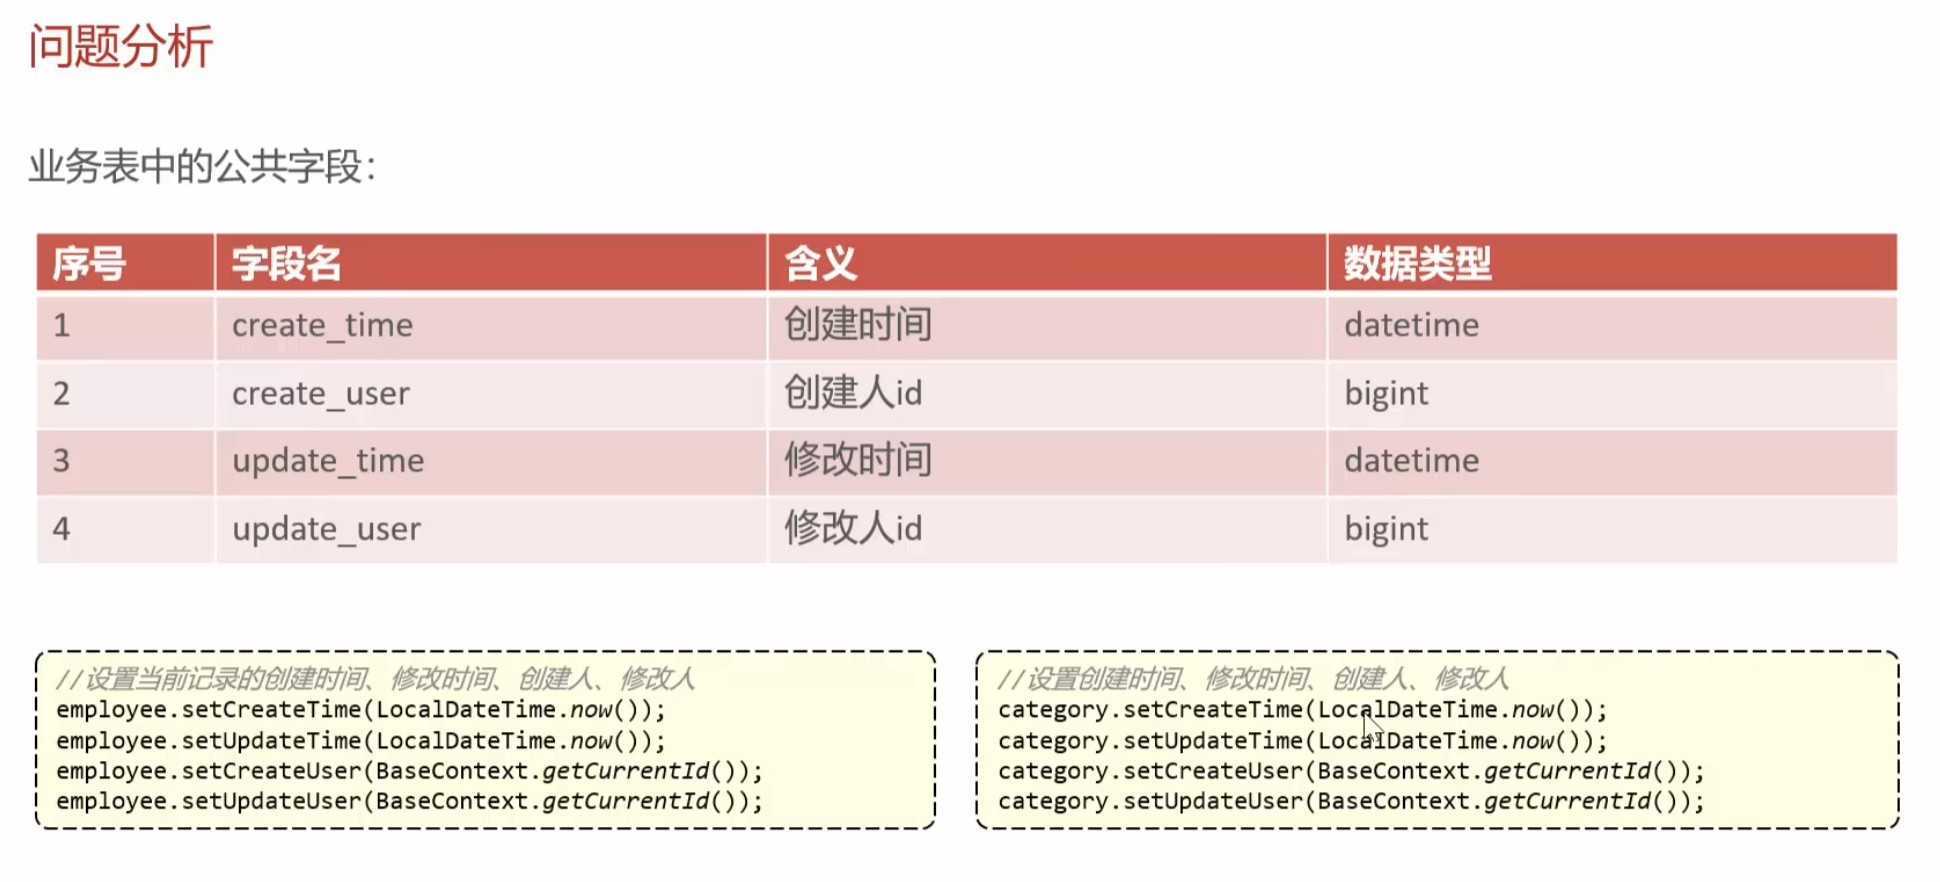 问题分析
业务表中的公共字段：
序号 字段名 含义 数据类型
1 create_time 创建时间 datetime
2 create_user 创建人id bigint
3 update_time 修改时间 datetime
4 update_user 修改人id bigint
//设置当前记录的创建时间、修改时间、创建人、修改人
employee.setCreateTime(LocalDateTime.now());
employee.setUpdateTime(LocalDateTime.now());
employee.setCreateUser(BaseContext.getCurrentId());
employee.setUpdateUser(BaseContext.getCurrentId());
//设置创建时间、修改时间、创建人、修改人
category.setCreateTime(LocalDateTime.now());
category.setUpdateTime(LocalDateTime.now());
category.setCreateUser(BaseContext.getCurrentId());
category.setUpdateUser(BaseContext.getCurrentId());